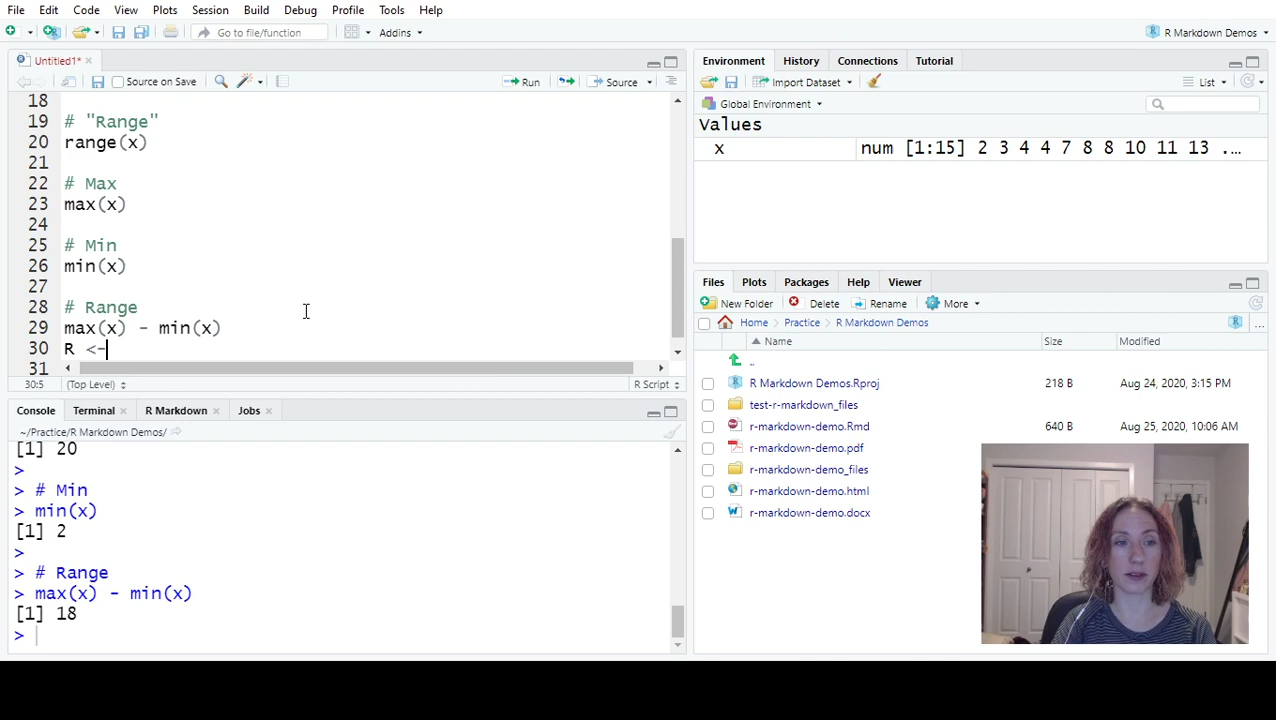 File Edit Code View Plots Session Build Debug Profile Tools Help
Go to file/function Addins R Markdown Demos
Untitled1*
Source on Save Run Source
18
19 # "Range"
20 range(x)
21
22 # Max
23 max(x)
24
25 # Min
26 min(x)
27
28 # Range
29 max(x) - min(x)
30 R <-
31
30:5 (Top Level) R Script
Console Terminal R Markdown Jobs
~/Practice/R Markdown Demos/
[1] 20
>
> # Min
> min(x)
[1] 2
>
> # Range
> max(x) - min(x)
[1] 18
>
Environment History Connections Tutorial
Import Dataset List
Global Environment
Values
x num [1:15] 2 3 4 4 7 8 8 10 11 13 ...
Files Plots Packages Help Viewer
New Folder Delete Rename More
Home Practice R Markdown Demos ...
Name Size Modified
..
R Markdown Demos.Rproj 218 B Aug 24, 2020, 3:15 PM
test-r-markdown_files
r-markdown-demo.Rmd 640 B Aug 25, 2020, 10:06 AM
r-markdown-demo.pdf
r-markdown-demo_files
r-markdown-demo.html
r-markdown-demo.docx